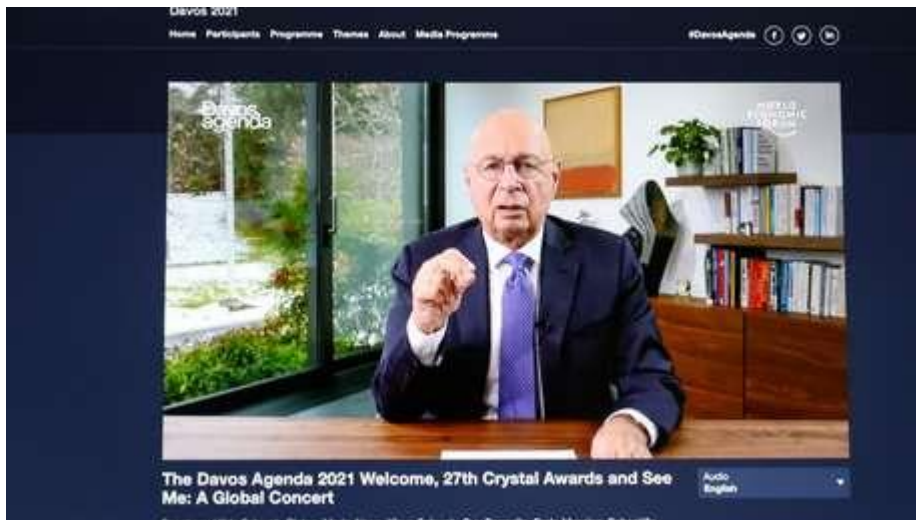 Davos 2021
Home Participants Programme Themes About Media Programme
#DavosAgenda
Davos
agenda
WORLD
ECONOMIC
FORUM
The Davos Agenda 2021 Welcome, 27th Crystal Awards and See
Me: A Global Concert
Audio
English